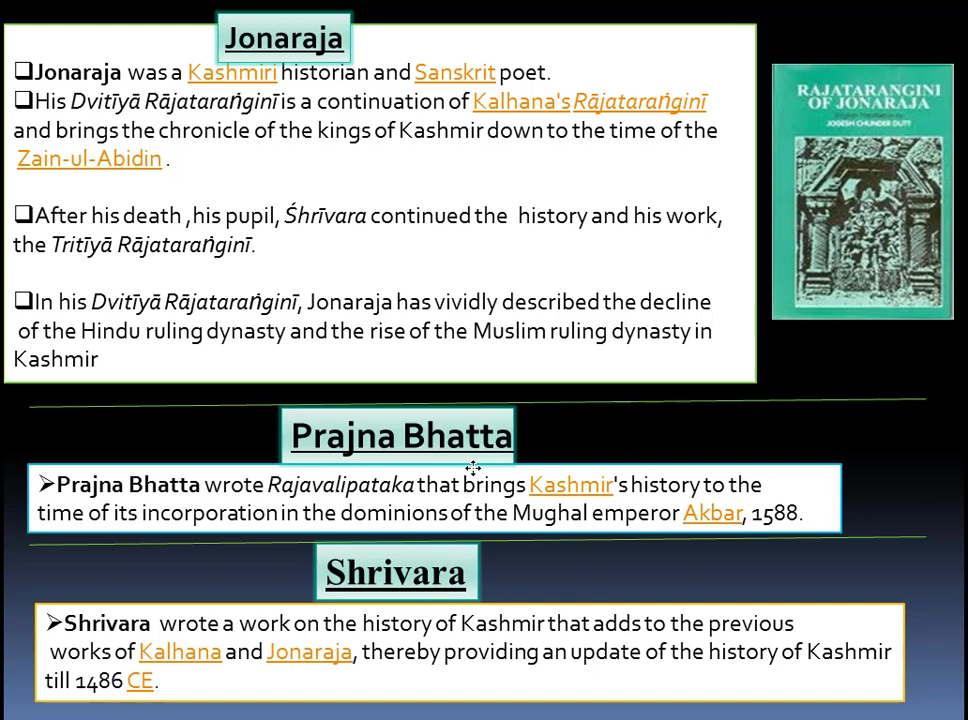 Jonaraja
❑Jonaraja was a Kashmiri historian and Sanskrit poet.
❑His Dvitīyā Rājataraṅginī is a continuation of Kalhana's Rājataraṅginī
and brings the chronicle of the kings of Kashmir down to the time of the
Zain-ul-Abidin .
❑After his death ,his pupil, Śhrīvara continued the history and his work,
the Tritīyā Rājataraṅginī.
❑In his Dvitīyā Rājataraṅginī, Jonaraja has vividly described the decline
of the Hindu ruling dynasty and the rise of the Muslim ruling dynasty in
Kashmir
RAJATARANGINI
OF JONARAJA
English Translation by
JOGESH CHUNDER DUTT
Prajna Bhatta
➢Prajna Bhatta wrote Rajavalipataka that brings Kashmir's history to the
time of its incorporation in the dominions of the Mughal emperor Akbar, 1588.
Shrivara
➢Shrivara wrote a work on the history of Kashmir that adds to the previous
works of Kalhana and Jonaraja, thereby providing an update of the history of Kashmir
till 1486 CE.